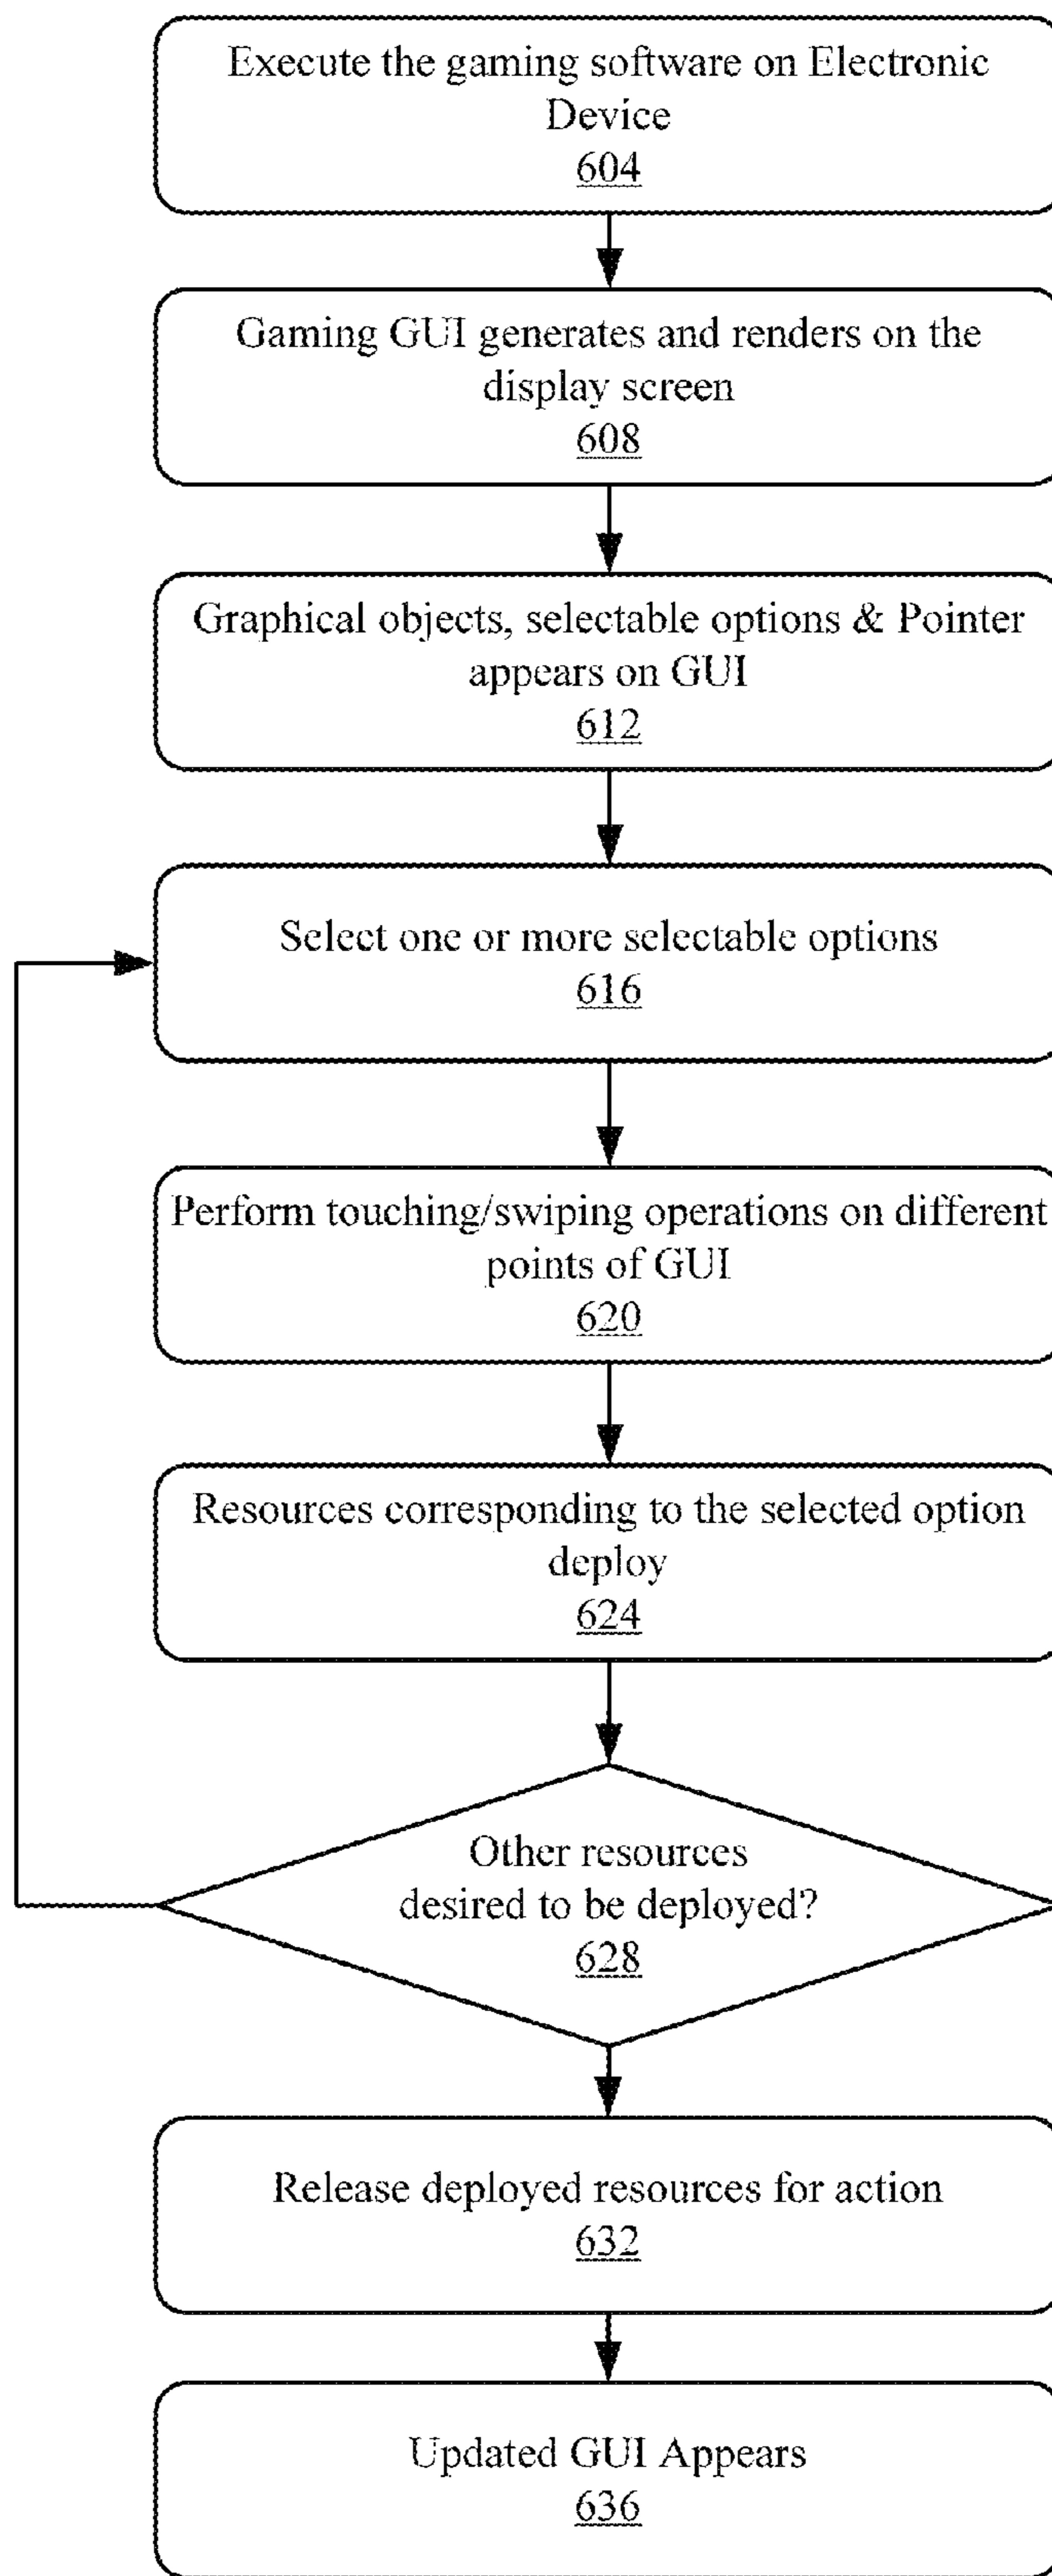 Execute the gaming software on Electronic
Device
604
Gaming GUI generates and renders on the
display screen
608
Graphical objects, selectable options & Pointer
appears on GUI
612
Select one or more selectable options
616
Perform touching/swiping operations on different
points of GUI
620
Resources corresponding to the selected option
deploy
624
Other resources
desired to be deployed?
628
Release deployed resources for action
632
Updated GUI Appears
636